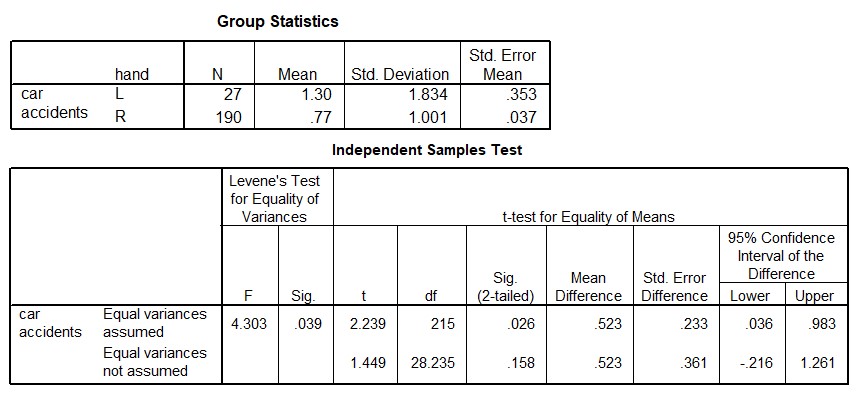 Group Statistics
hand N Mean Std. Deviation Std. Error Mean
car accidents L 27 1.30 1.834 .353
R 190 .77 1.001 .037
Independent Samples Test
Levene's Test for Equality of Variances t-test for Equality of Means
95% Confidence Interval of the Difference
F Sig. t df Sig. (2-tailed) Mean Difference Std. Error Difference Lower Upper
car accidents Equal variances assumed 4.303 .039 2.239 215 .026 .523 .233 .036 .983
Equal variances not assumed 1.449 28.235 .158 .523 .361 -.216 1.261